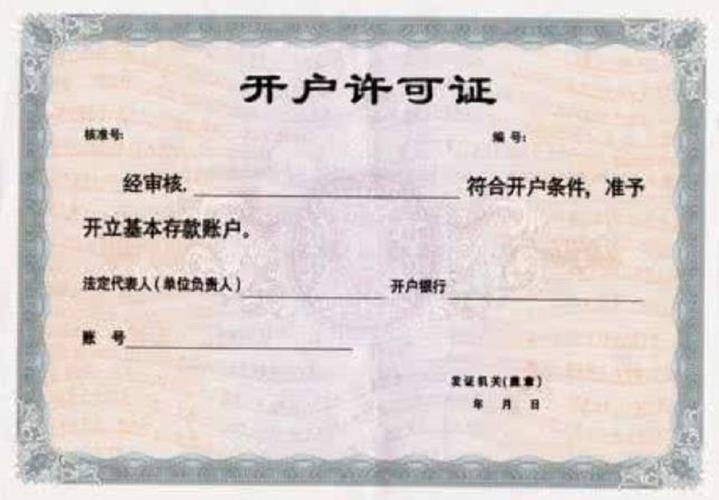 开户许可证
核准号: 编 号:
经审核, 符合开户条件, 准予
开立基本存款账户。
法定代表人(单位负责人) 开户银行
账 号
发证机关(盖章)
年 月 日